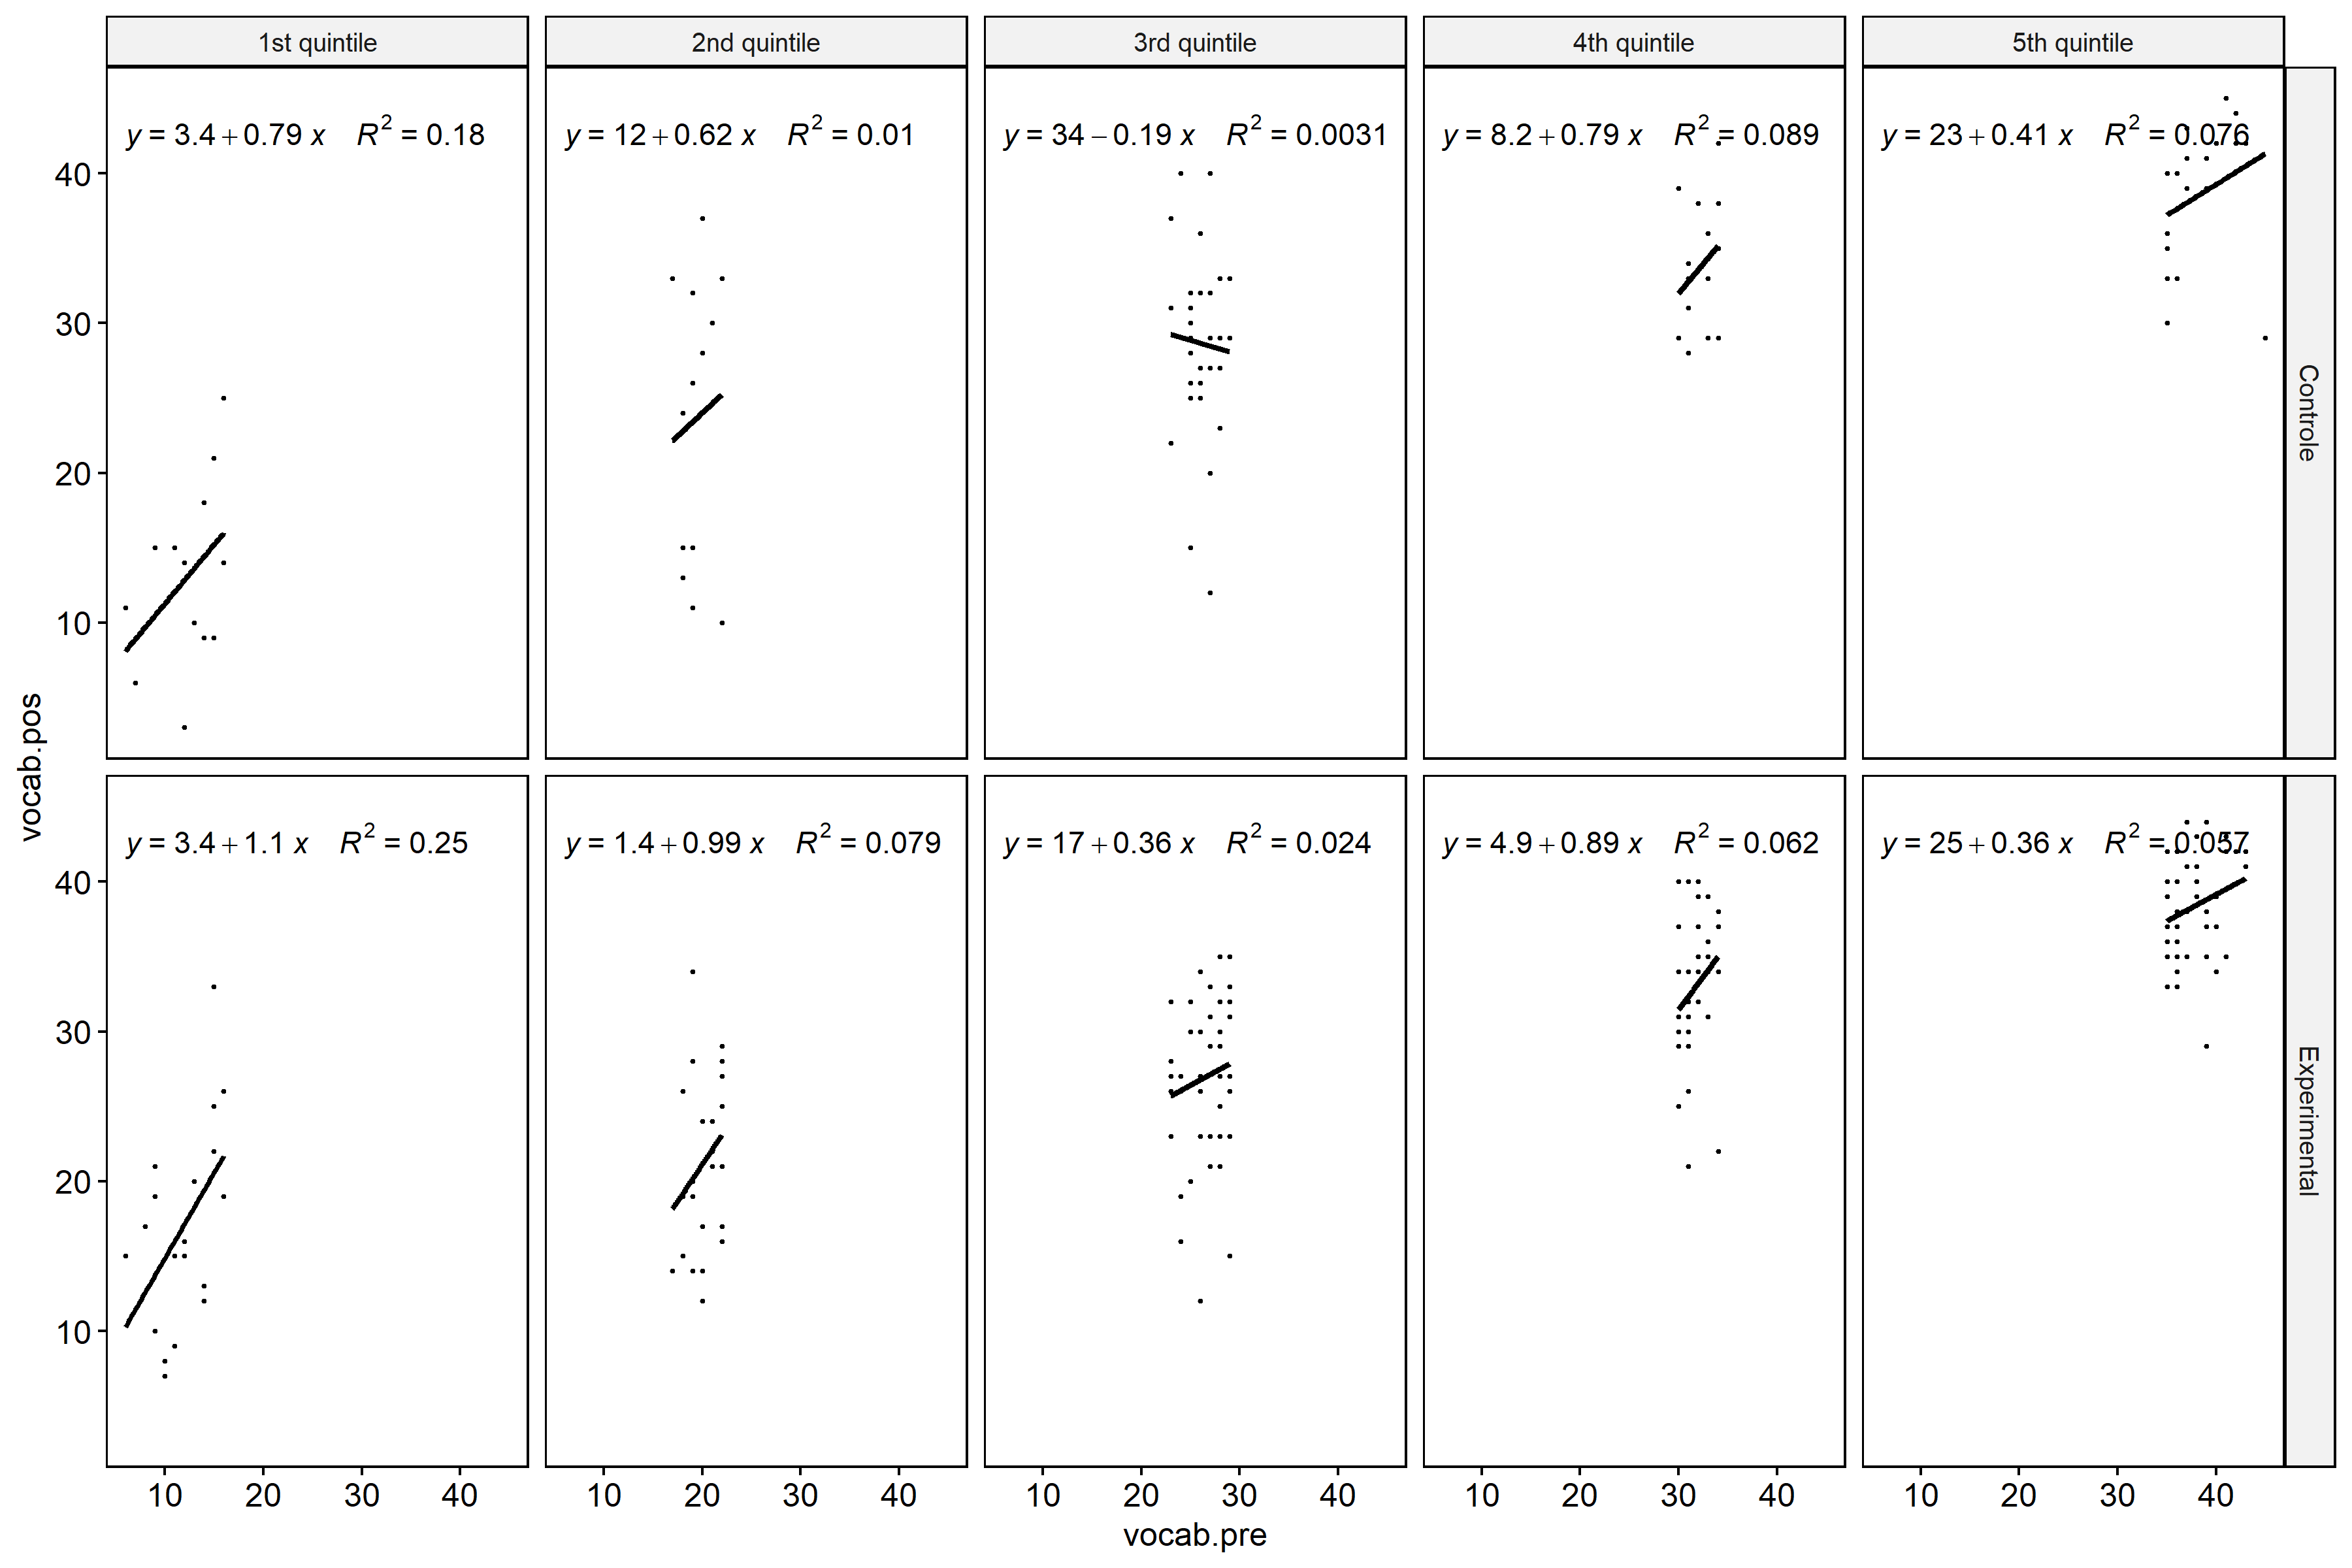 1st quintile 2nd quintile 3rd quintile 4th quintile 5th quintile
y = 3.4 + 0.79 x R² = 0.18
y = 12 + 0.62 x R² = 0.01
y = 34 − 0.19 x R² = 0.0031
y = 8.2 + 0.79 x R² = 0.089
y = 23 + 0.41 x R² = 0.076
40
30
20
10
Controle
vocab.pos
y = 3.4 + 1.1 x R² = 0.25
y = 1.4 + 0.99 x R² = 0.079
y = 17 + 0.36 x R² = 0.024
y = 4.9 + 0.89 x R² = 0.062
y = 25 + 0.36 x R² = 0.057
40
30
20
10
Experimental
10 20 30 40 10 20 30 40 10 20 30 40 10 20 30 40 10 20 30 40
vocab.pre